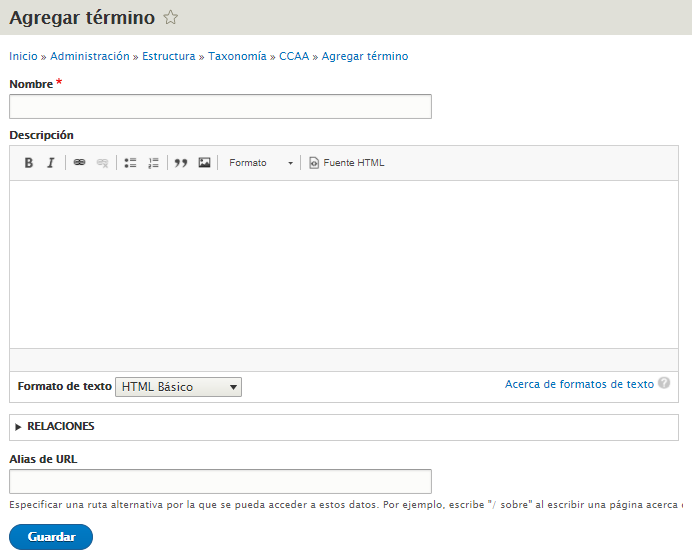 Agregar término
Inicio » Administración » Estructura » Taxonomía » CCAA » Agregar término
Nombre *
Descripción
B I Formato Fuente HTML
Formato de texto HTML Básico Acerca de formatos de texto ?
RELACIONES
Alias de URL
Especificar una ruta alternativa por la que se pueda acceder a estos datos. Por ejemplo, escribe "/ sobre" al escribir una página acerca
Guardar